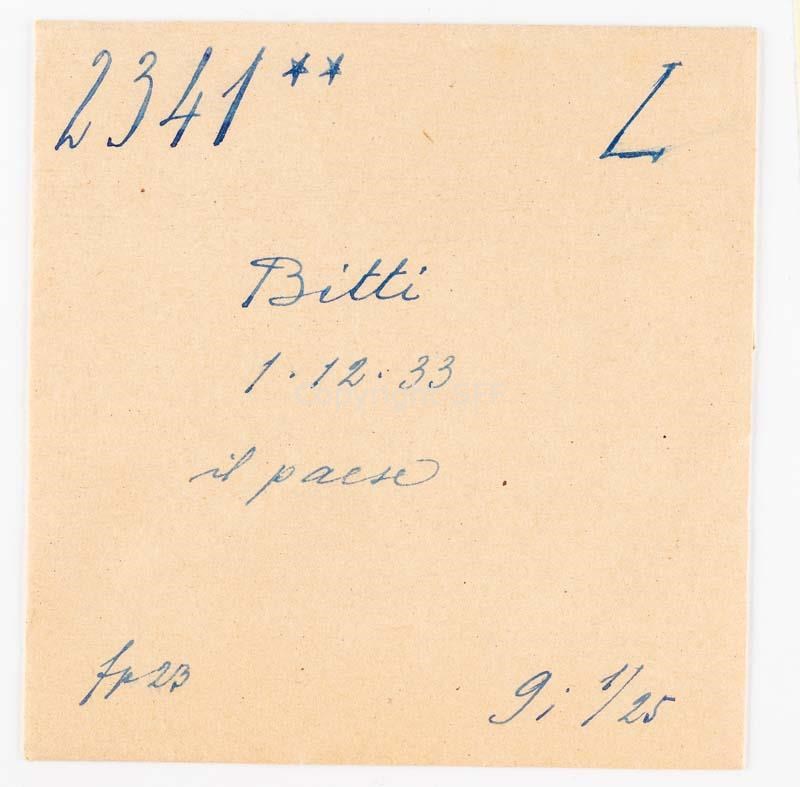 2341** L
Bitti
1.12.33
il paese
fp 23
9; 1/25